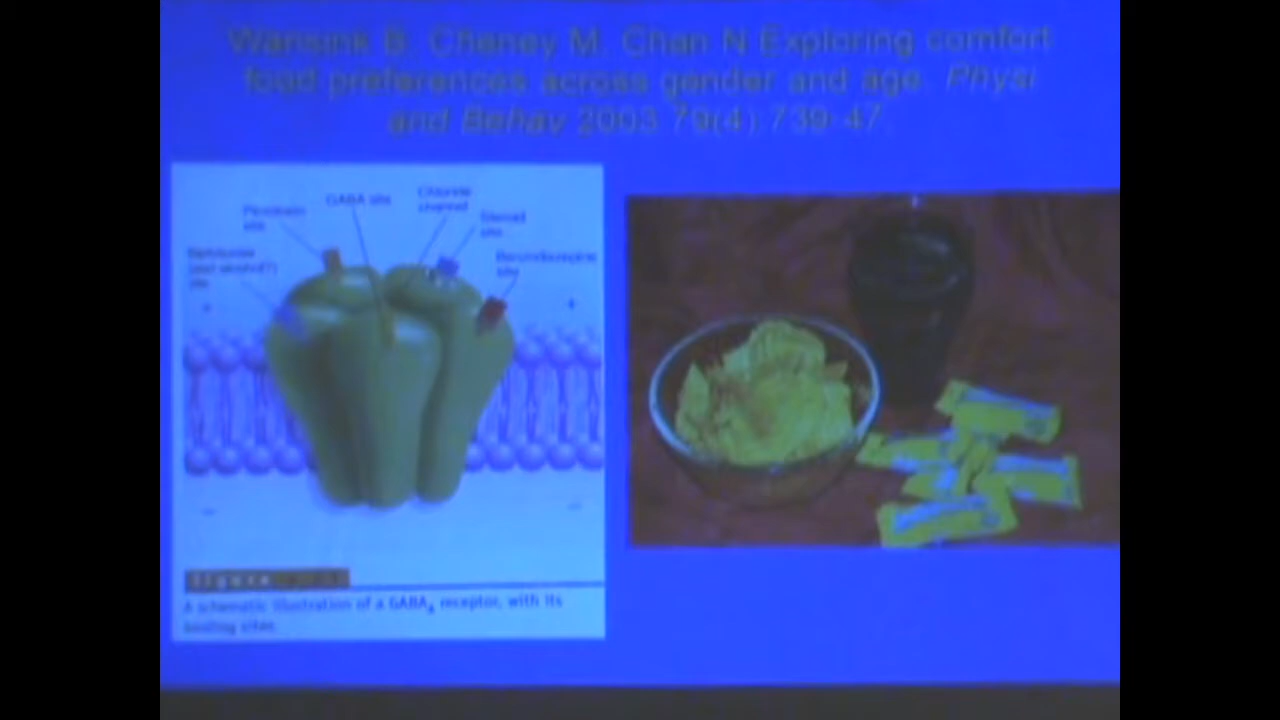 Wansink B. Cheney M. Chan N Exploring comfort
food preferences across gender and age. Physi
and Behav 2003 79(4):739-47
GABA site
Chloride
channel
Picrotoxin
site
Steroid
site
Barbiturate
(and alcohol?)
site
Benzodiazepine
site
+
+
Figure
A schematic illustration of a GABAA receptor, with its
binding sites